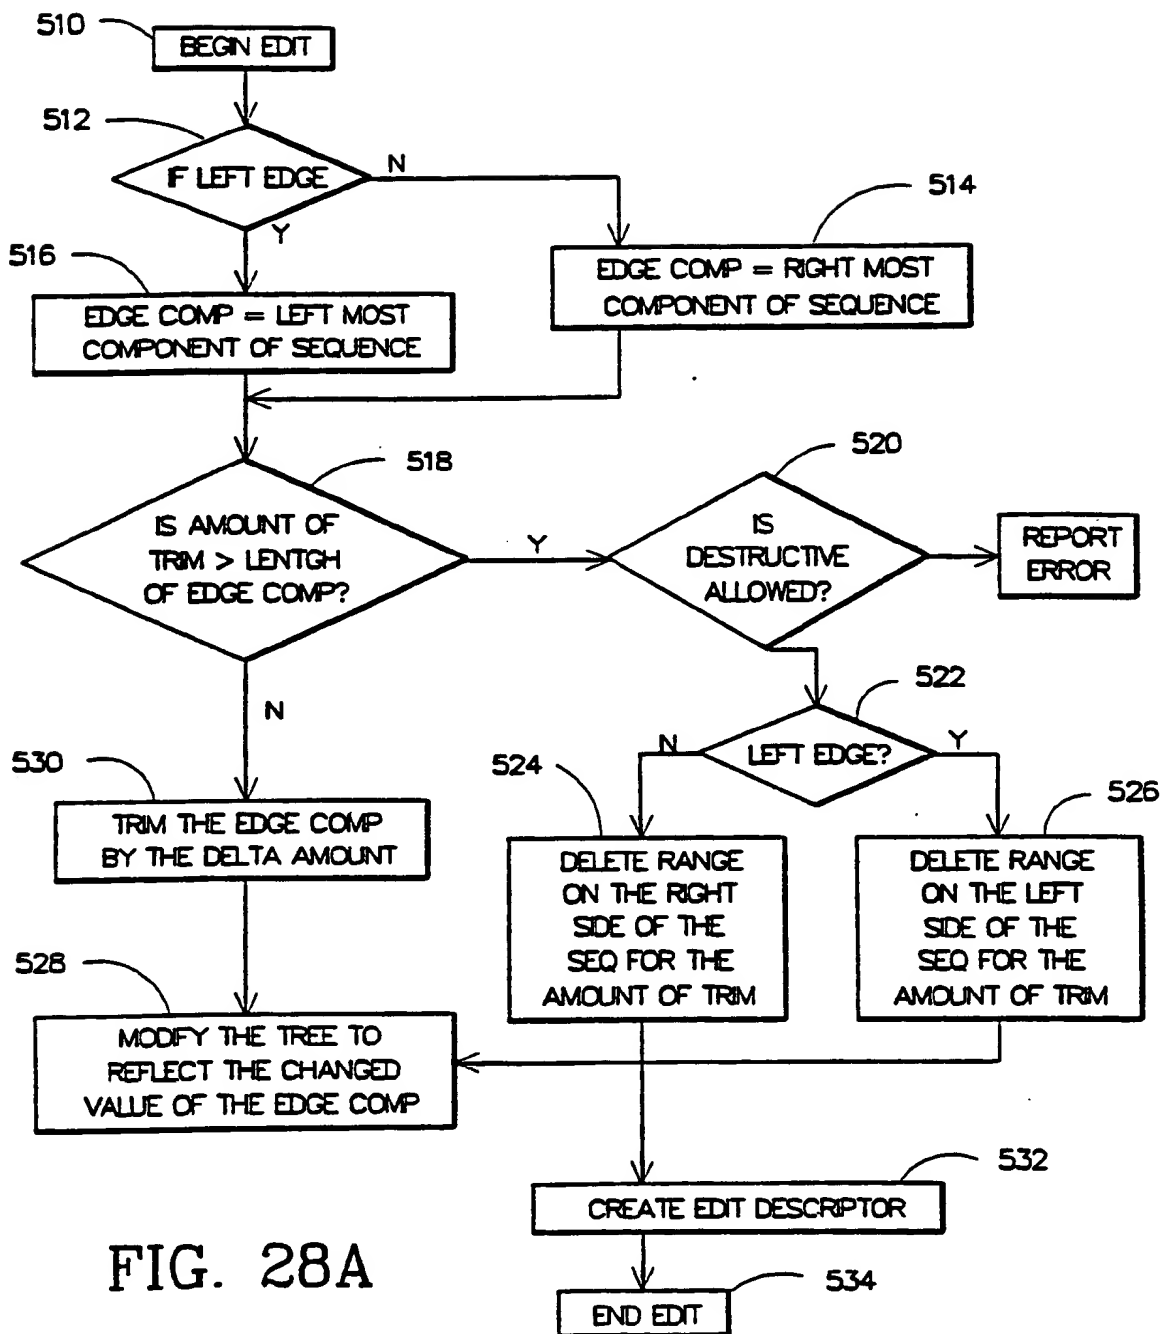 510
BEGIN EDIT
512
IF LEFT EDGE
N
Y
514
EDGE COMP = RIGHT MOST
COMPONENT OF SEQUENCE
516
EDGE COMP = LEFT MOST
COMPONENT OF SEQUENCE
518
IS AMOUNT OF
TRIM > LENTGH
OF EDGE COMP?
Y
N
520
IS
DESTRUCTIVE
ALLOWED?
REPORT
ERROR
522
LEFT EDGE?
N
Y
530
TRIM THE EDGE COMP
BY THE DELTA AMOUNT
524
DELETE RANGE
ON THE RIGHT
SIDE OF THE
SEQ FOR THE
AMOUNT OF TRIM
526
DELETE RANGE
ON THE LEFT
SIDE OF THE
SEQ FOR THE
AMOUNT OF TRIM
528
MODIFY THE TREE TO
REFLECT THE CHANGED
VALUE OF THE EDGE COMP
532
CREATE EDIT DESCRIPTOR
534
END EDIT
FIG. 28A